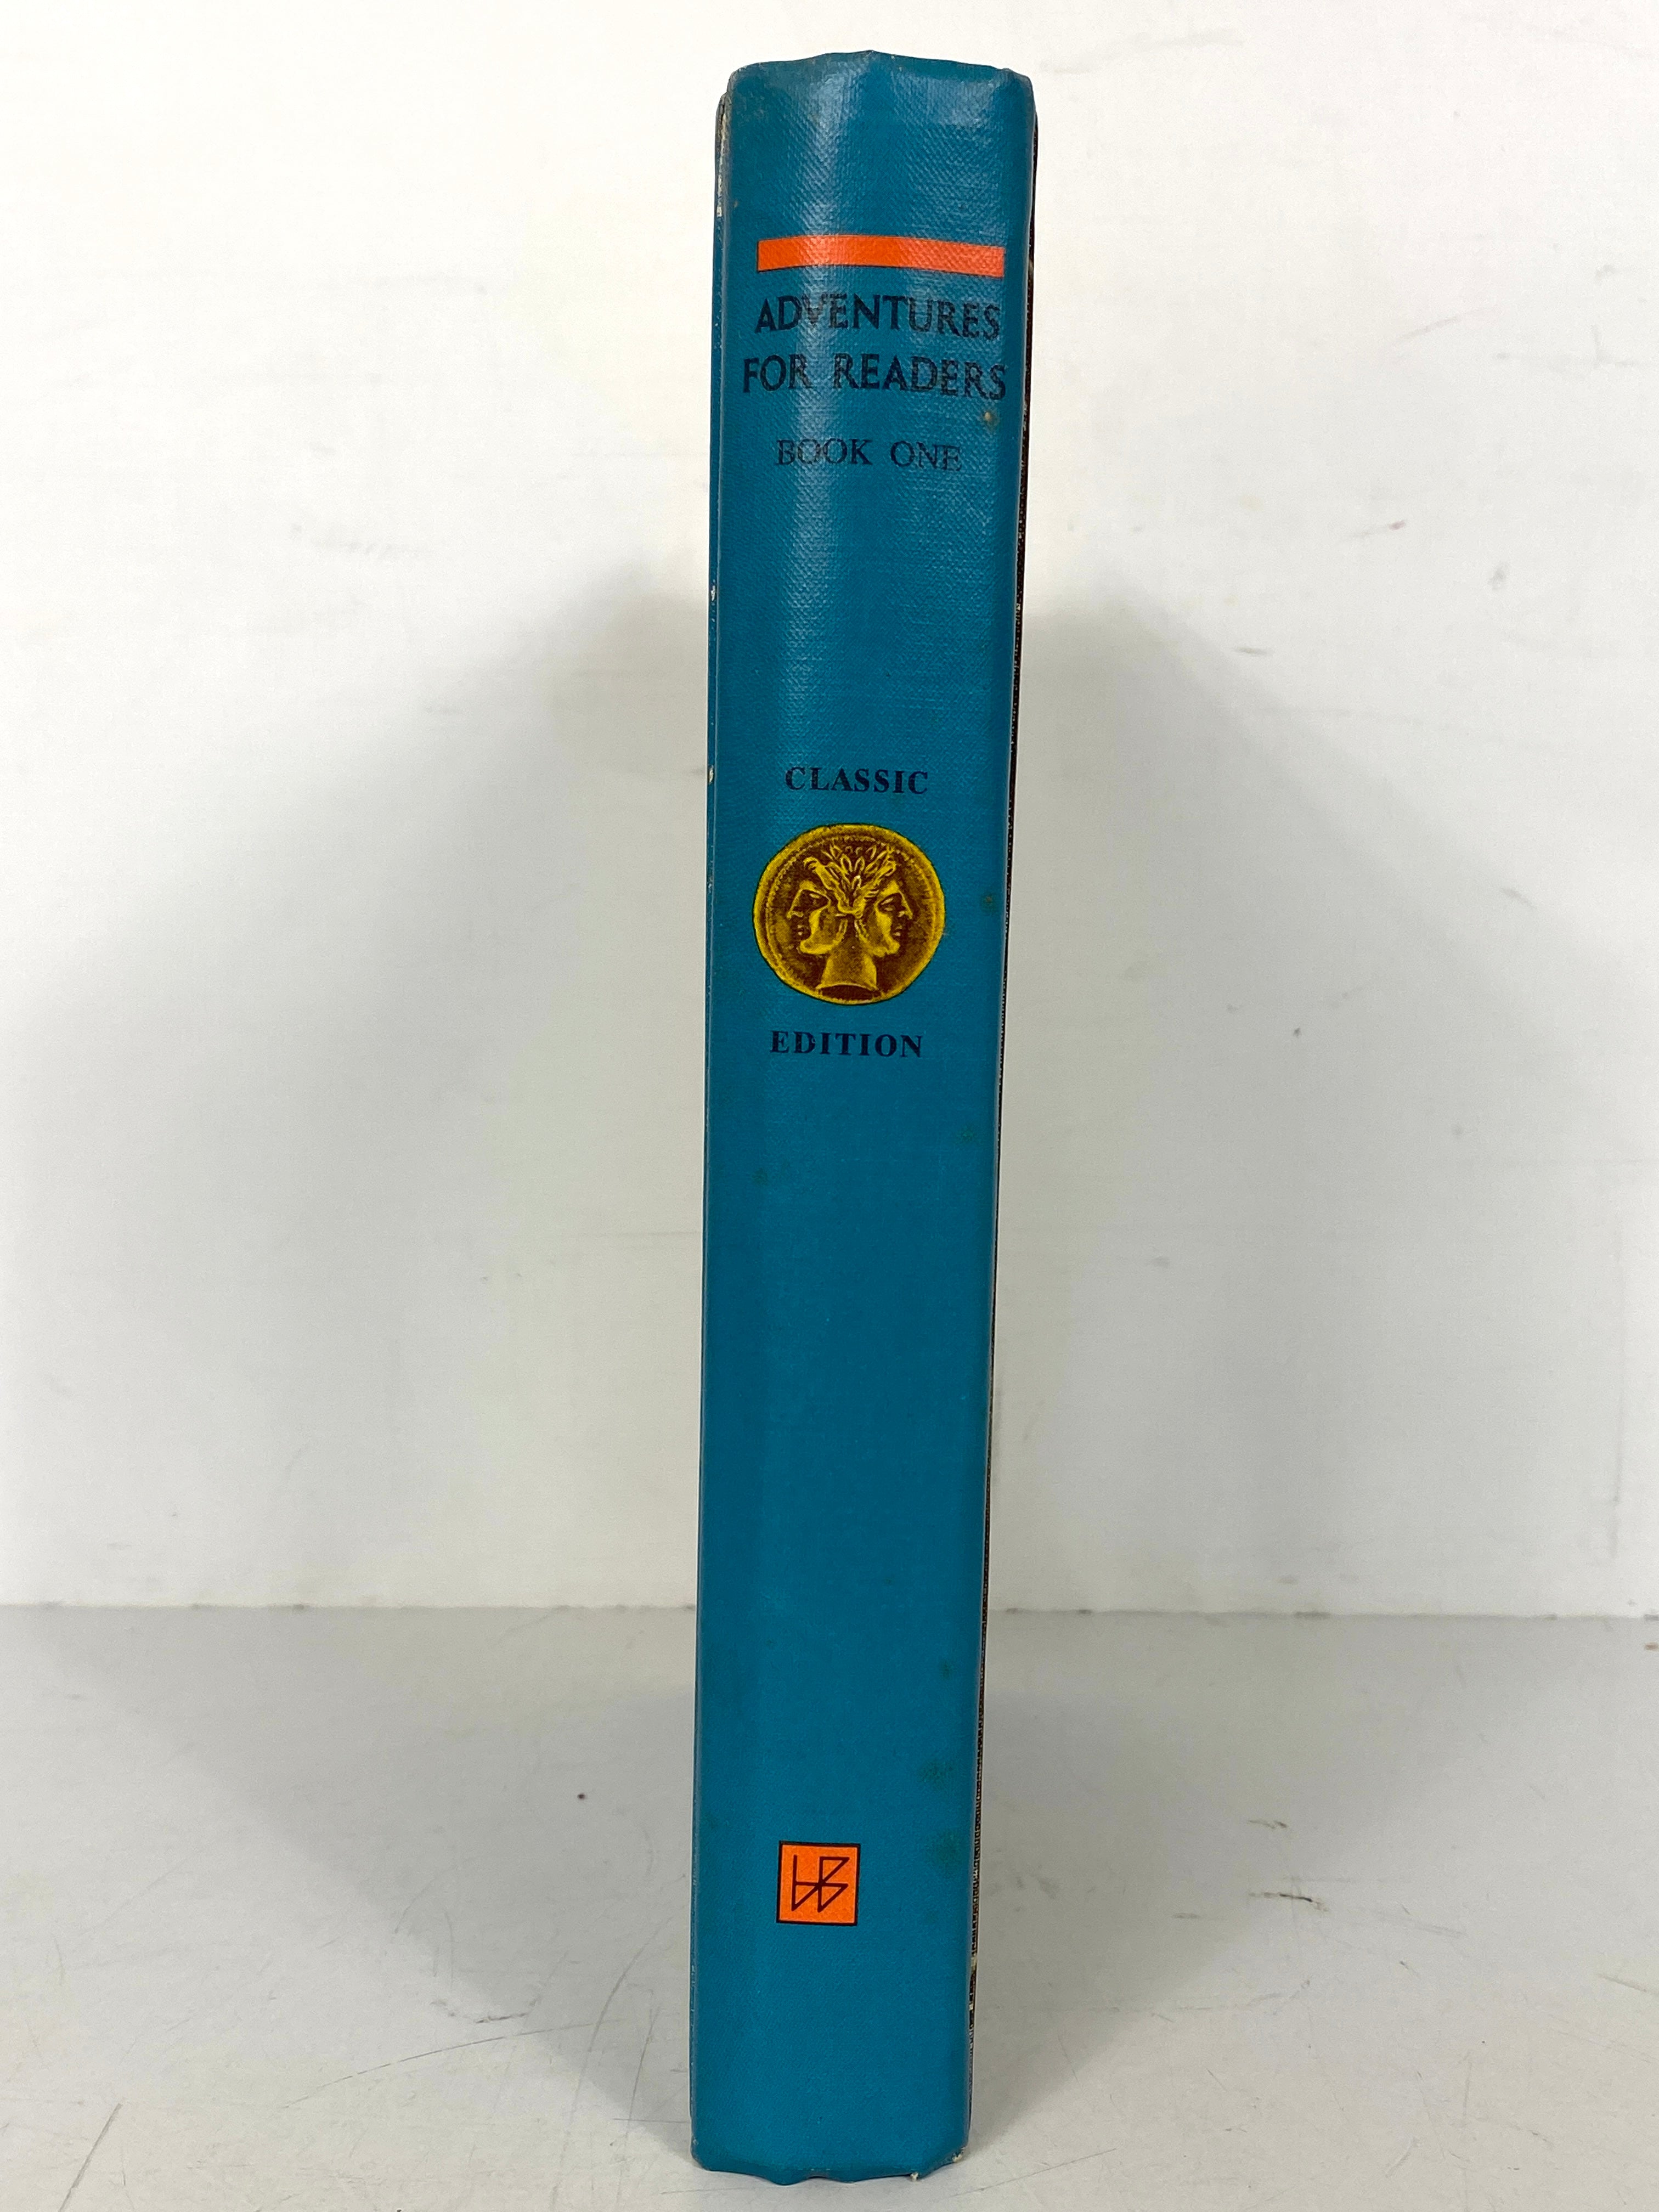 ADVENTURES
FOR READERS
BOOK ONE
CLASSIC
EDITION